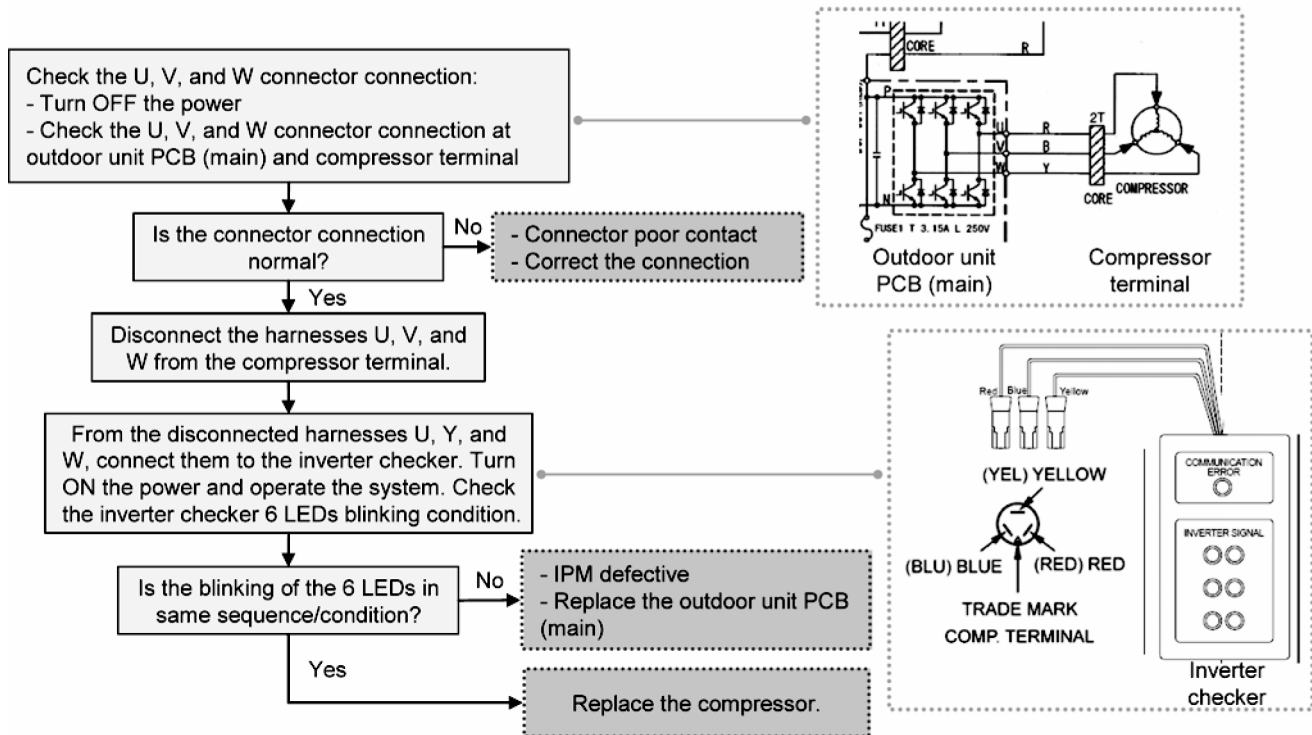 Check the U, V, and W connector connection:
- Turn OFF the power
- Check the U, V, and W connector connection at
outdoor unit PCB (main) and compressor terminal
Is the connector connection
normal?
No
- Connector poor contact
- Correct the connection
Yes
Disconnect the harnesses U, V, and
W from the compressor terminal.
From the disconnected harnesses U, Y, and
W, connect them to the inverter checker. Turn
ON the power and operate the system. Check
the inverter checker 6 LEDs blinking condition.
Is the blinking of the 6 LEDs in
same sequence/condition?
No
- IPM defective
- Replace the outdoor unit PCB
(main)
Yes
Replace the compressor.
CORE
R
P
U
R
2T
V
B
W
Y
N
CORE
COMPRESSOR
FUSE1 T 3.15A L 250V
Outdoor unit
PCB (main)
Compressor
terminal
Red
Blue
Yellow
(YEL) YELLOW
(BLU) BLUE
(RED) RED
TRADE MARK
COMP. TERMINAL
COMMUNICATION
ERROR
INVERTER SIGNAL
Inverter
checker